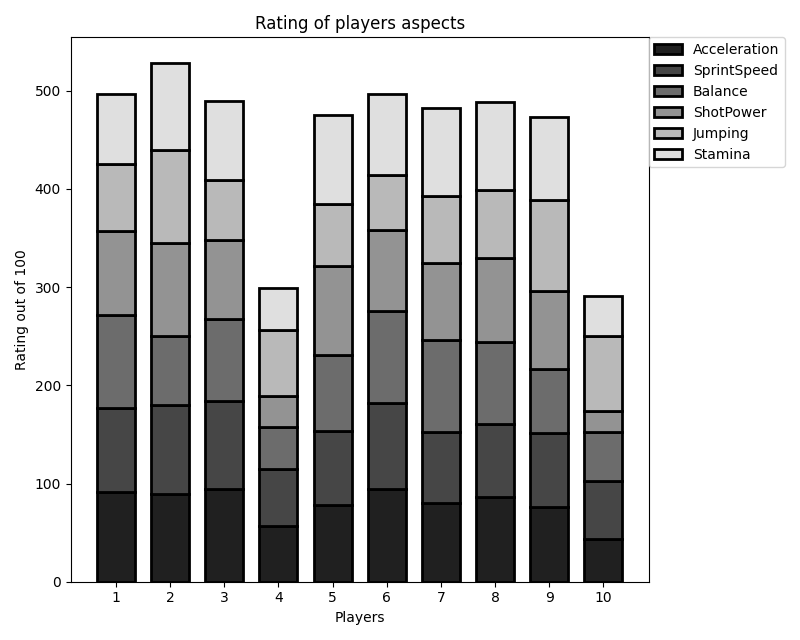 Rating of players aspects
Acceleration
SprintSpeed
Balance
ShotPower
Jumping
Stamina
Rating out of 100
500
400
300
200
100
0
1 2 3 4 5 6 7 8 9 10
Players